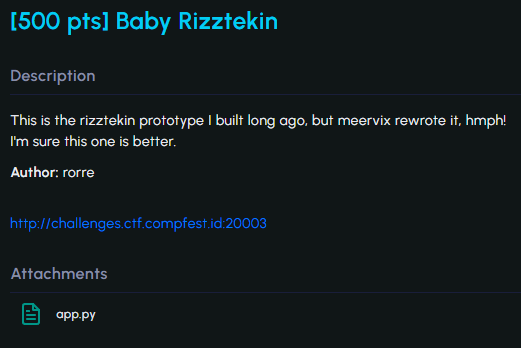 [500 pts] Baby Rizztekin
Description
This is the rizztekin prototype I built long ago, but meervix rewrote it, hmph!
I'm sure this one is better.
Author: rorre
http://challenges.ctf.compfest.id:20003
Attachments
app.py